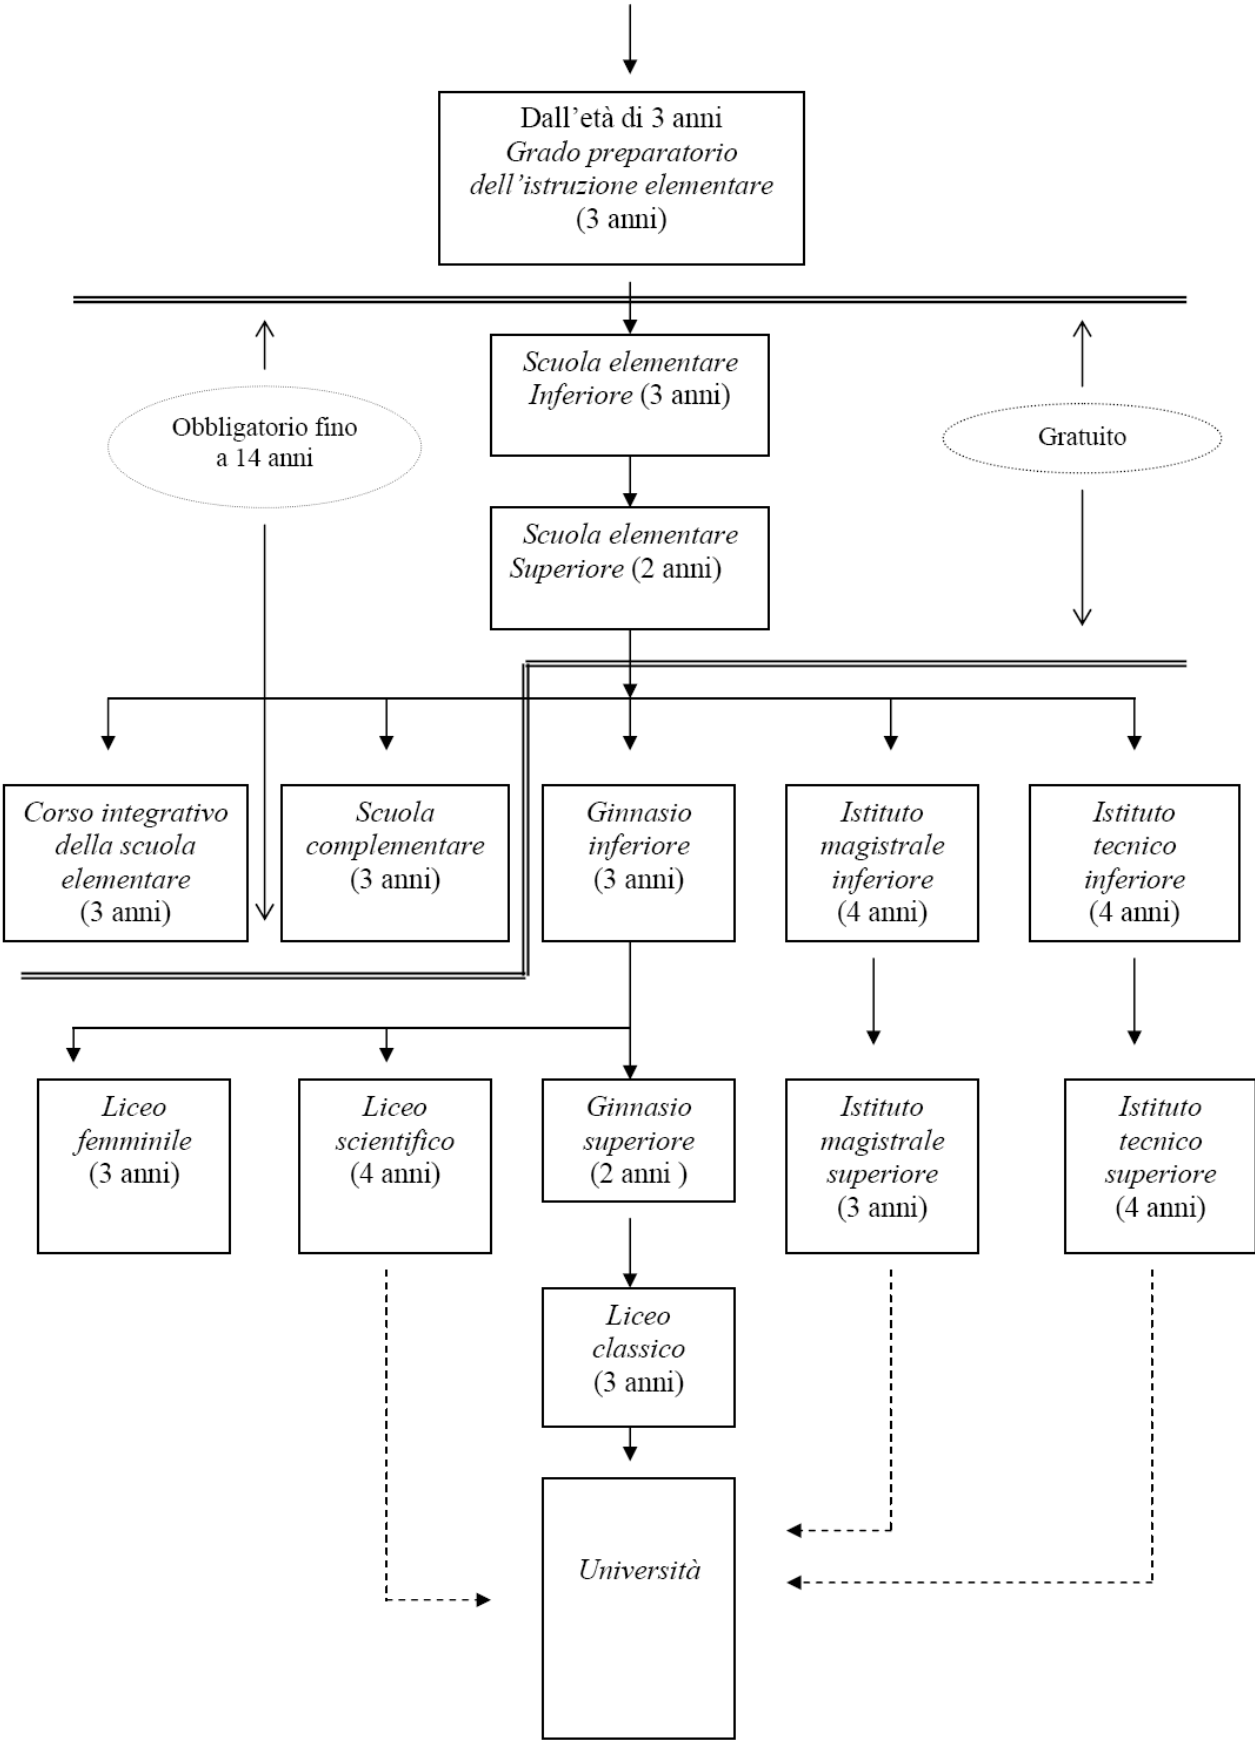 Dall’età di 3 anni
Grado preparatorio
dell’istruzione elementare
(3 anni)
Scuola elementare
Inferiore (3 anni)
Obbligatorio fino
a 14 anni
Gratuito
Scuola elementare
Superiore (2 anni)
Corso integrativo
della scuola
elementare
(3 anni)
Scuola
complementare
(3 anni)
Ginnasio
inferiore
(3 anni)
Istituto
magistrale
inferiore
(4 anni)
Istituto
tecnico
inferiore
(4 anni)
Liceo
femminile
(3 anni)
Liceo
scientifico
(4 anni)
Ginnasio
superiore
(2 anni )
Istituto
magistrale
superiore
(3 anni)
Istituto
tecnico
superiore
(4 anni)
Liceo
classico
(3 anni)
Università